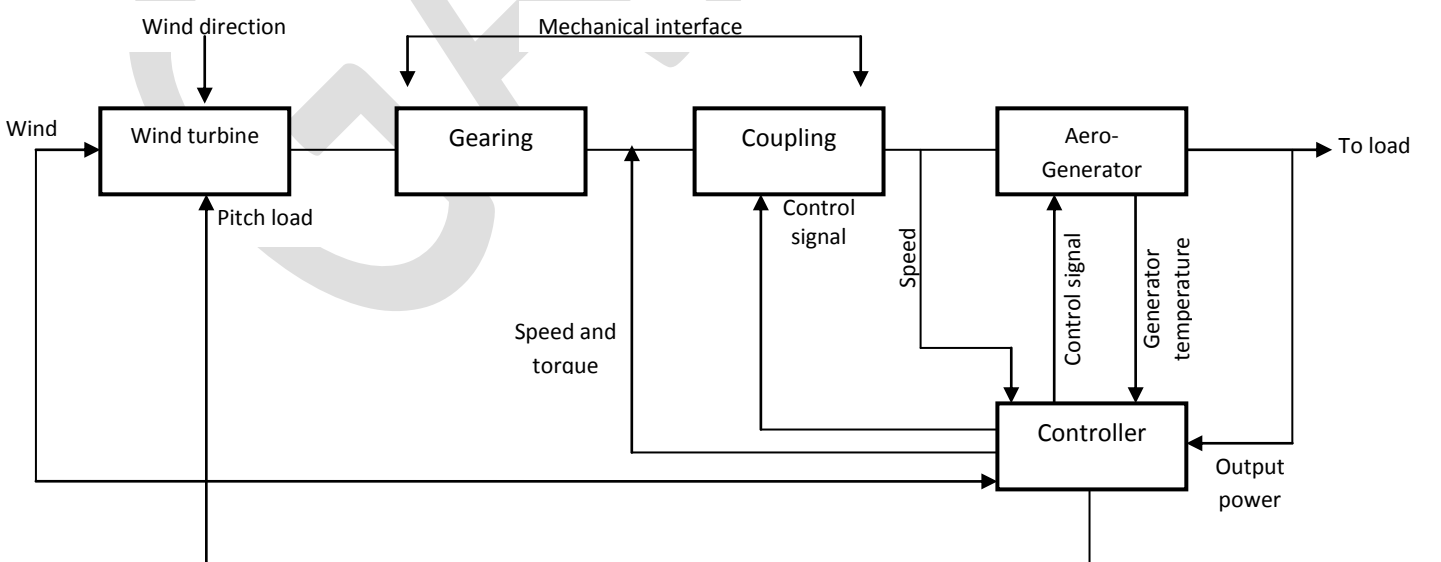 Wind direction
Mechanical interface
Wind
Wind turbine
Gearing
Coupling
Aero-
Generator
To load
Pitch load
Control
signal
Speed
Control signal
Generator
temperature
Speed and
torque
Controller
Output
power